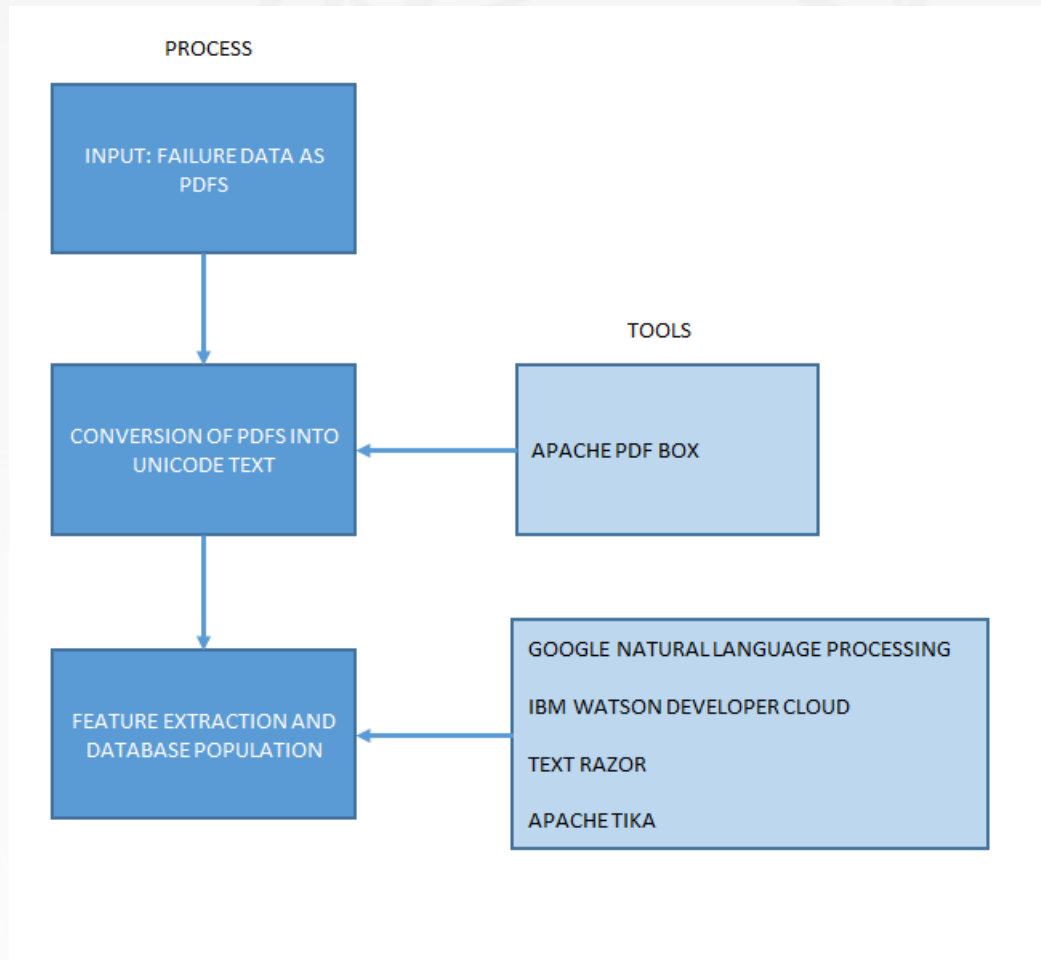 PROCESS
INPUT: FAILURE DATA AS
PDFS
TOOLS
CONVERSION OF PDFS INTO
UNICODE TEXT
APACHE PDF BOX
FEATURE EXTRACTION AND
DATABASE POPULATION
GOOGLE NATURAL LANGUAGE PROCESSING
IBM WATSON DEVELOPER CLOUD
TEXT RAZOR
APACHE TIKA